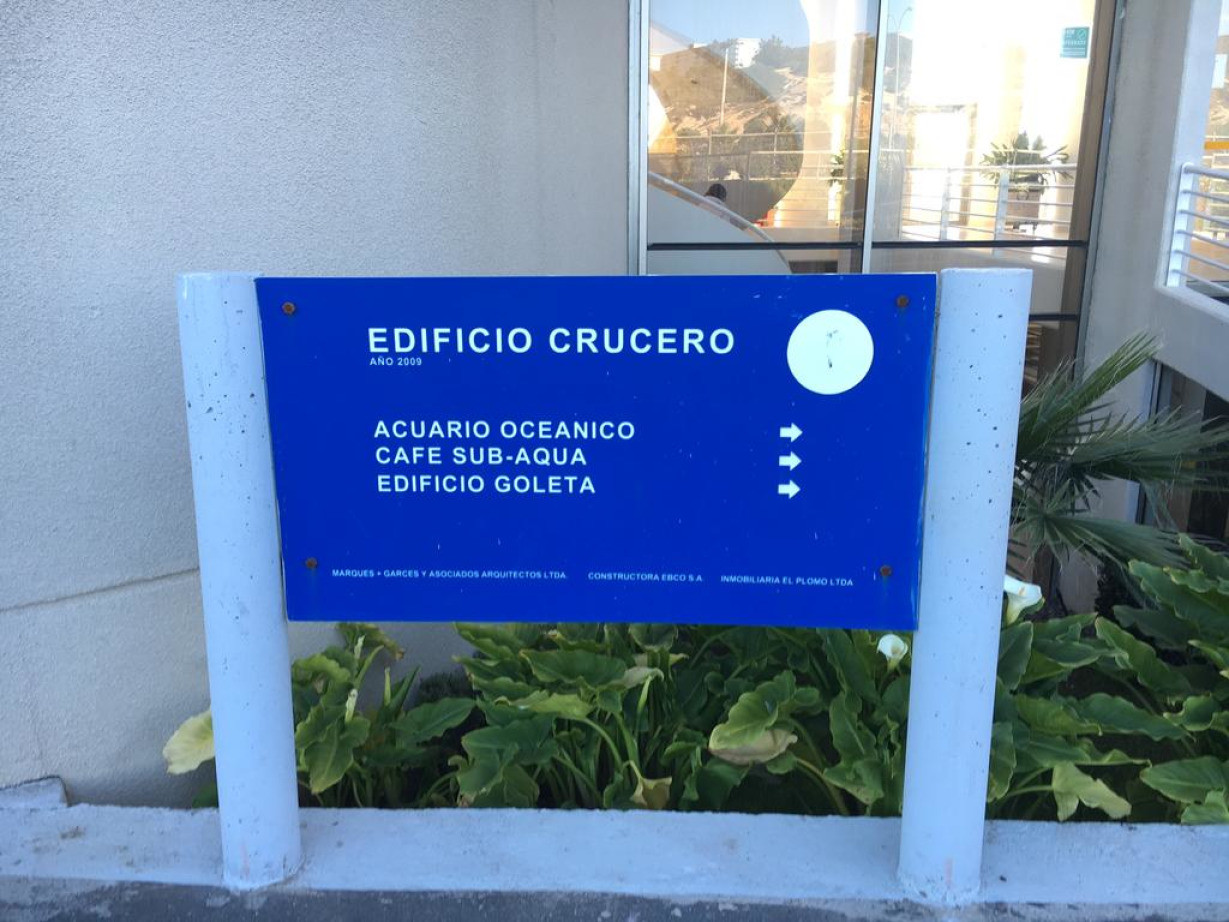 EDIFICIO CRUCERO
AÑO 2009
ACUARIO OCEANICO
CAFE SUB-AQUA
EDIFICIO GOLETA
MARQUES + GARCES Y ASOCIADOS ARQUITECTOS LTDA. CONSTRUCTORA EBCO S.A. INMOBILIARIA EL PLOMO LTDA